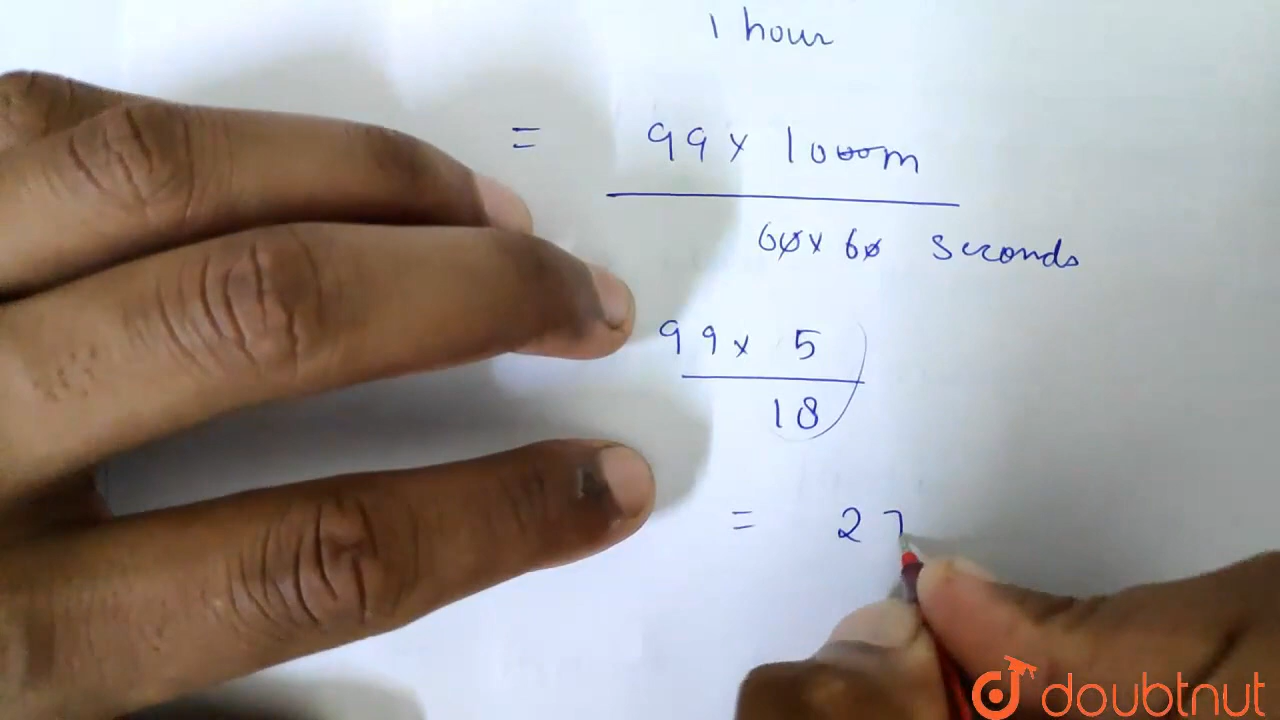 1 hour
= 99 x 1000m
60 x 60 seconds
99 x 5
18
= 27
doubtnut